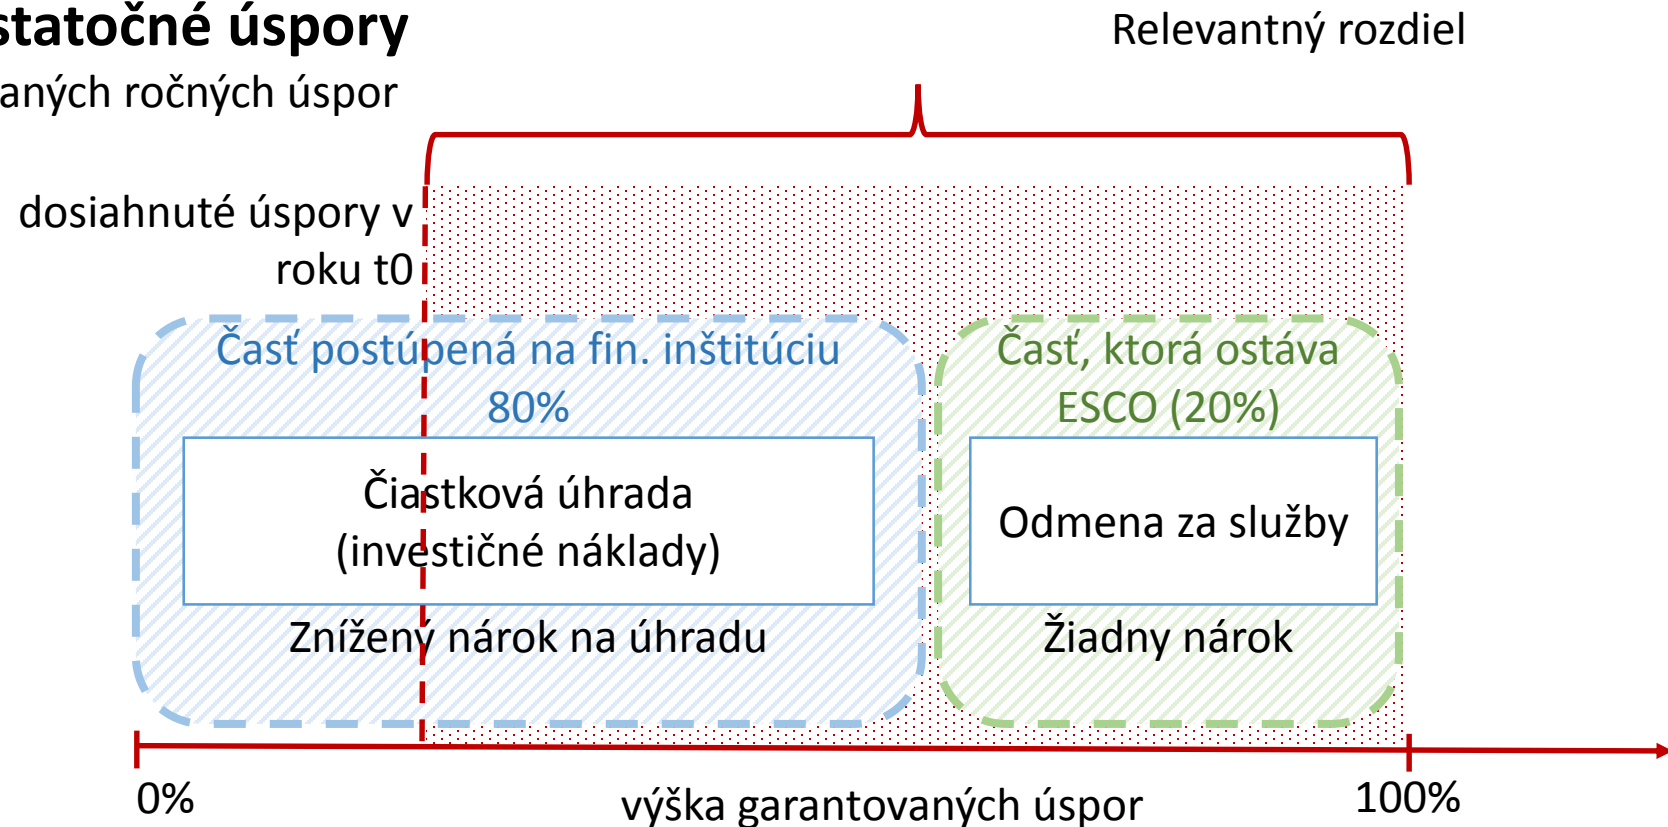 statočné úspory
aných ročných úspor
Relevantný rozdiel
dosiahnuté úspory v
roku t0
Časť postúpená na fin. inštitúciu
80%
Čiastková úhrada
(investičné náklady)
Znížený nárok na úhradu
Časť, ktorá ostáva
ESCO (20%)
Odmena za služby
Žiadny nárok
0%
výška garantovaných úspor
100%